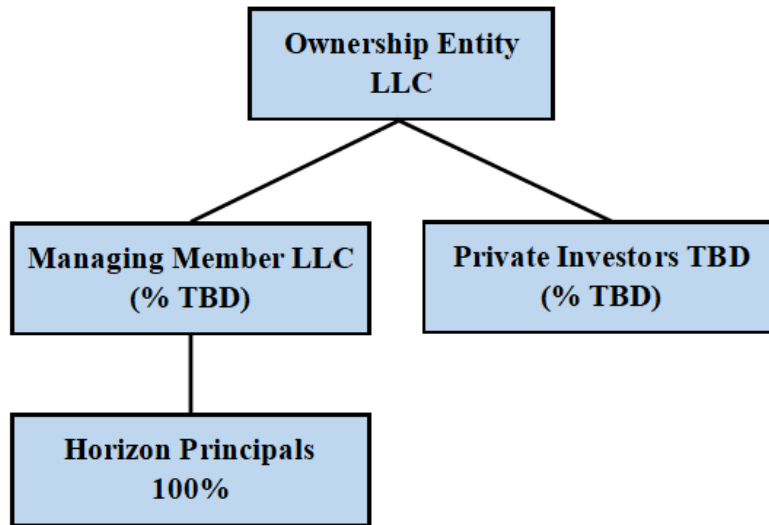 Ownership Entity
LLC
Managing Member LLC
(% TBD)
Private Investors TBD
(% TBD)
Horizon Principals
100%